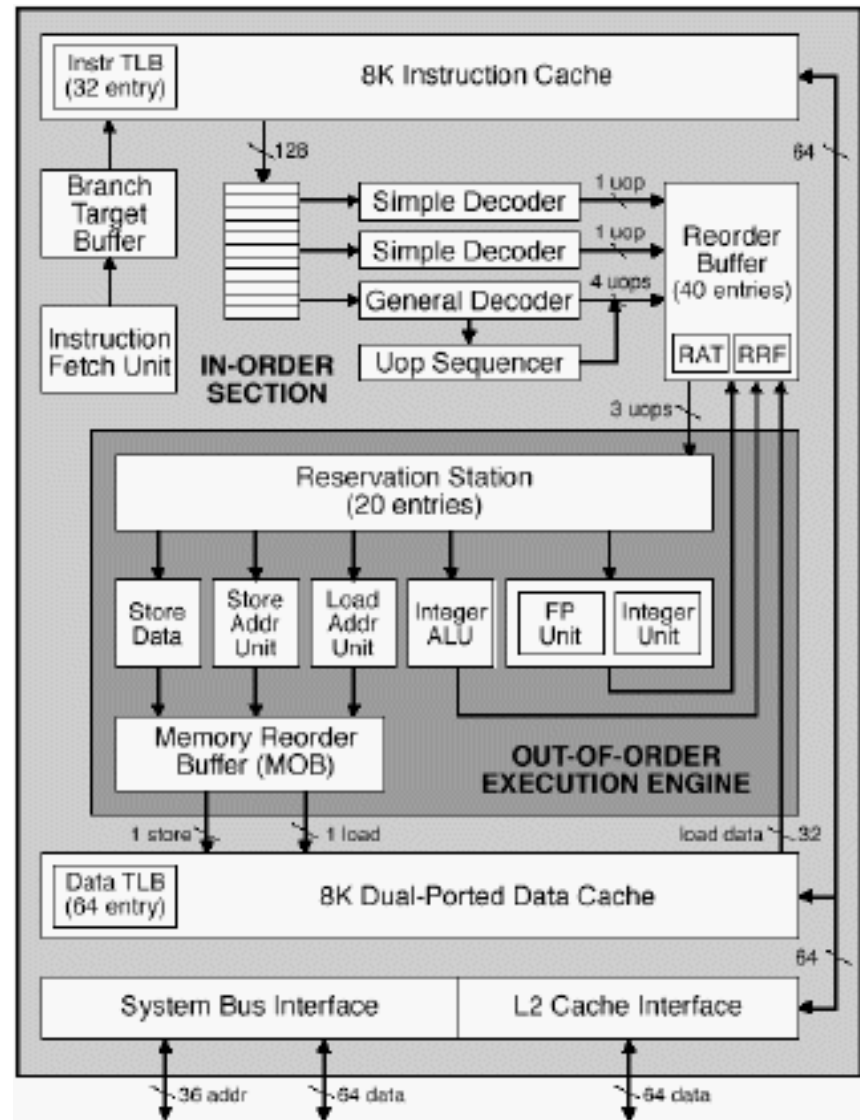 Instr TLB
(32 entry)
8K Instruction Cache
128
64
Branch
Target
Buffer
Simple Decoder
1 uop
Simple Decoder
1 uop
General Decoder
4 uops
Uop Sequencer
Reorder
Buffer
(40 entries)
RAT
RRF
Instruction
Fetch Unit
IN-ORDER
SECTION
3 uops
Reservation Station
(20 entries)
Store
Data
Store
Addr
Unit
Load
Addr
Unit
Integer
ALU
FP
Unit
Integer
Unit
Memory Reorder
Buffer (MOB)
OUT-OF-ORDER
EXECUTION ENGINE
1 store
1 load
load data
32
Data TLB
(64 entry)
8K Dual-Ported Data Cache
64
System Bus Interface
L2 Cache Interface
36 addr
64 data
64 data